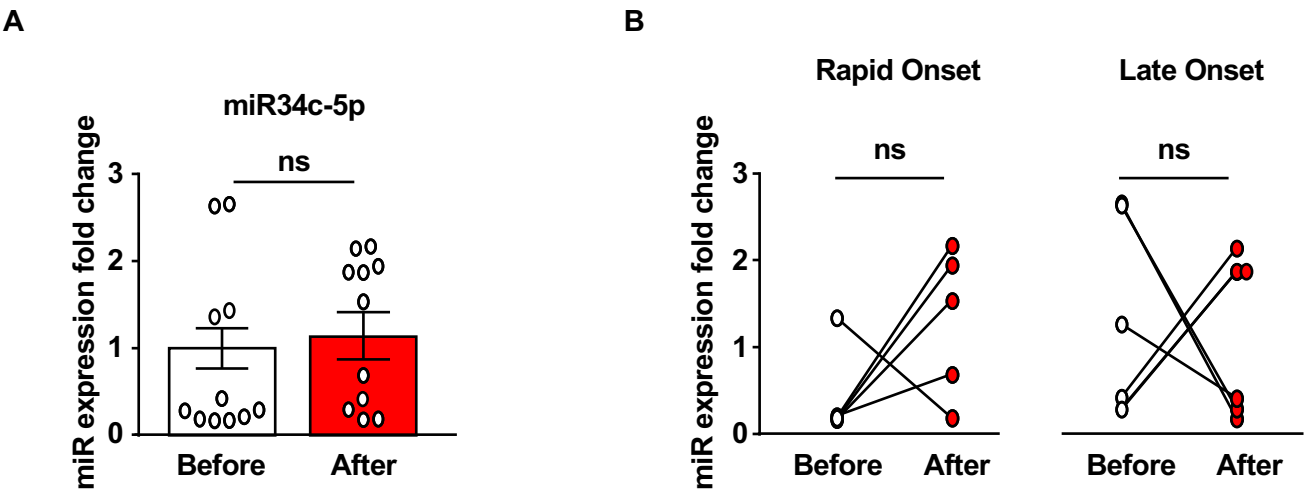 A
miR34c-5p
ns
miR expression fold change
3
2
1
0
Before After
B
Rapid Onset
Late Onset
ns
ns
miR expression fold change
3
2
1
0
Before After
Before After